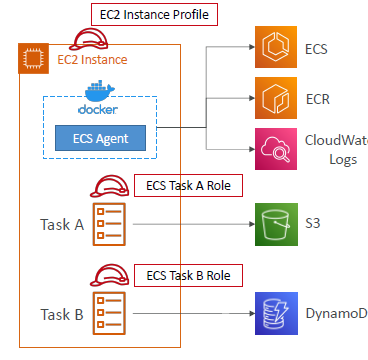 EC2 Instance Profile
EC2 Instance
ECS
docker
ECS Agent
ECR
CloudWat
Logs
ECS Task A Role
Task A
S3
ECS Task B Role
Task B
DynamoD